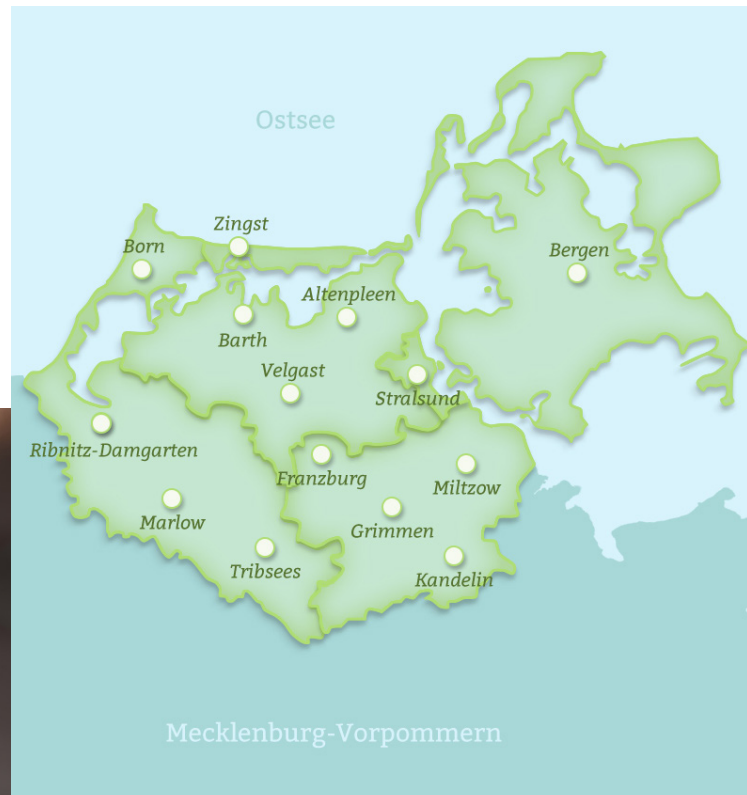 Ostsee
Zingst
Born
Bergen
Altenpleen
Barth
Velgast
Stralsund
Ribnitz-Damgarten
Franzburg
Miltzow
Marlow
Grimmen
Tribsees
Kandelin
Mecklenburg-Vorpommern